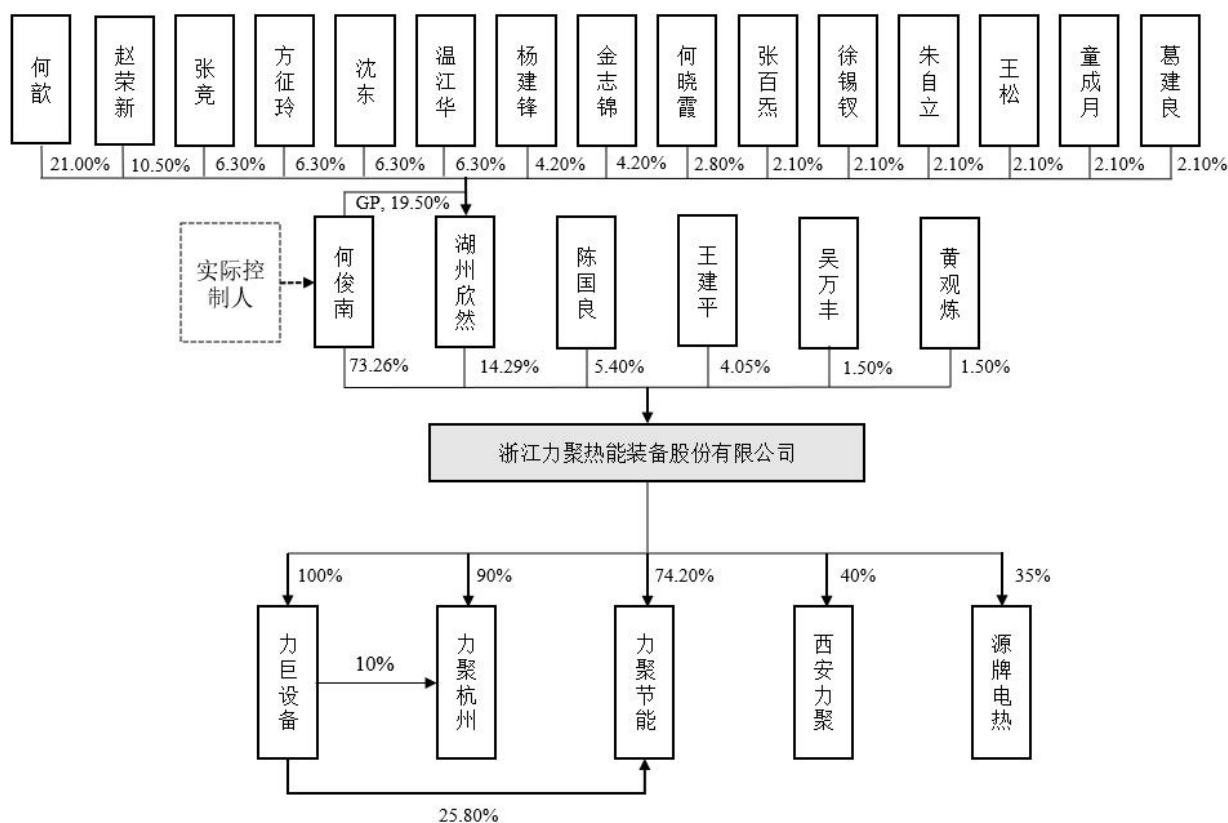 何歆
赵荣新
张竞
方征玲
沈东
温江华
杨建锋
金志锦
何晓霞
张百炁
徐锡钗
朱自立
王松
童成月
葛建良
21.00%
10.50%
6.30%
6.30%
6.30%
6.30%
4.20%
4.20%
2.80%
2.10%
2.10%
2.10%
2.10%
2.10%
2.10%
GP, 19.50%
实际控
制人
何俊南
湖州欣然
陈国良
王建平
吴万丰
黄观炼
73.26%
14.29%
5.40%
4.05%
1.50%
1.50%
浙江力聚热能装备股份有限公司
100%
90%
74.20%
40%
35%
力巨设备
10%
力聚杭州
力聚节能
西安力聚
源牌电热
25.80%